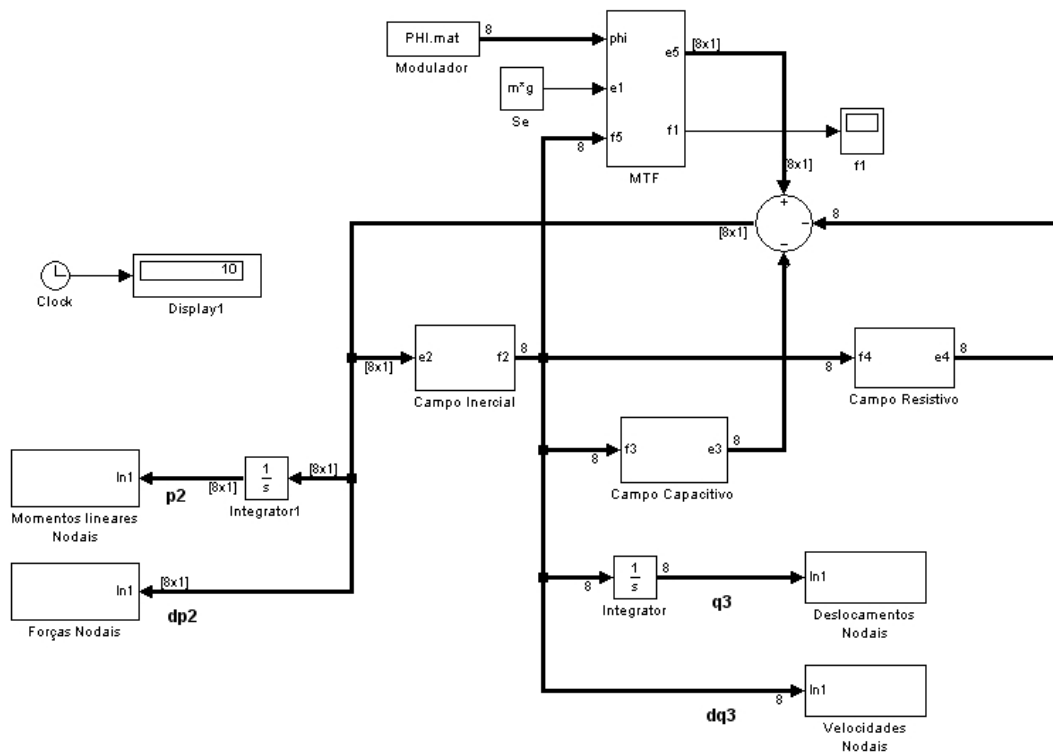 8
PHI.mat
Modulador
phi
e5
[8x1]
m*g
e1
Se
f5
f1
8
MTF
f1
[8x1]
+
-
-
8
[8x1]
10
Clock
Display1
e2
f2
8
[8x1]
Campo Inercial
f4
e4
8
8
Campo Resistivo
f3
e3
8
8
Campo Capacitivo
In1
[8x1]
p2
1
s
[8x1]
Integrator1
Momentos lineares
Nodais
In1
[8x1]
dp2
Forças Nodais
8
1
s
8
Integrator
q3
In1
Deslocamentos
Nodais
dq3
8
In1
Velocidades
Nodais